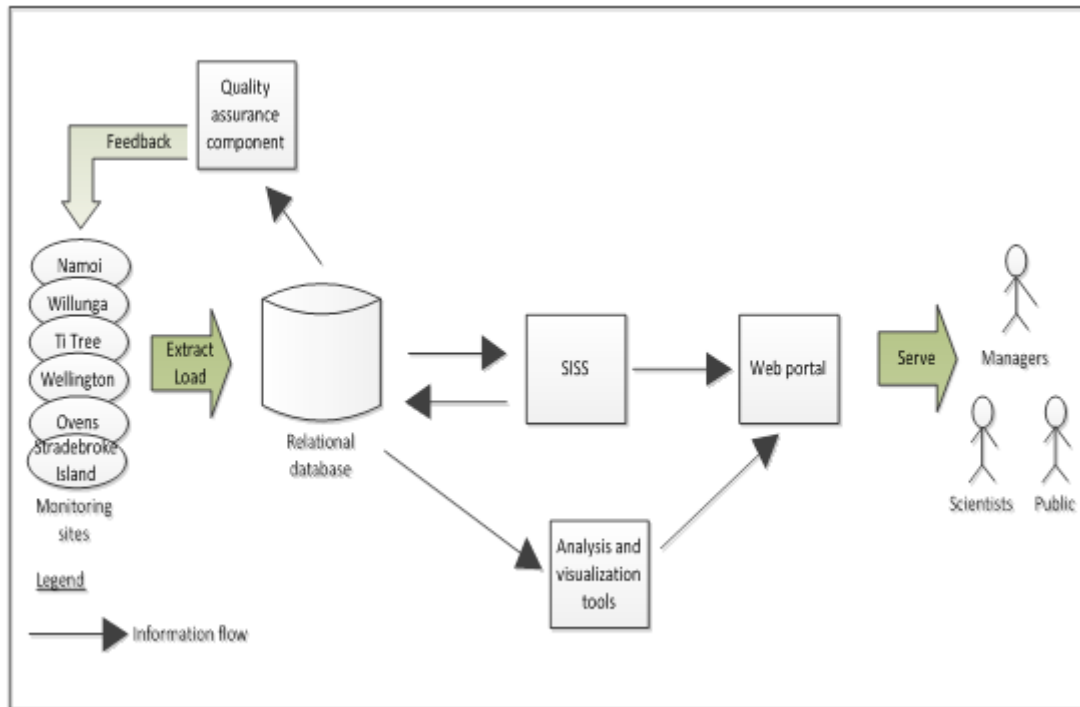 Quality
assurance
component
Feedback
Namoi
Willunga
Ti Tree
Wellington
Ovens
Stradebroke
Island
Monitoring
sites
Extract
Load
Relational
database
SISS
Web portal
Serve
Managers
Scientists
Public
Analysis and
visualization
tools
Legend
Information flow